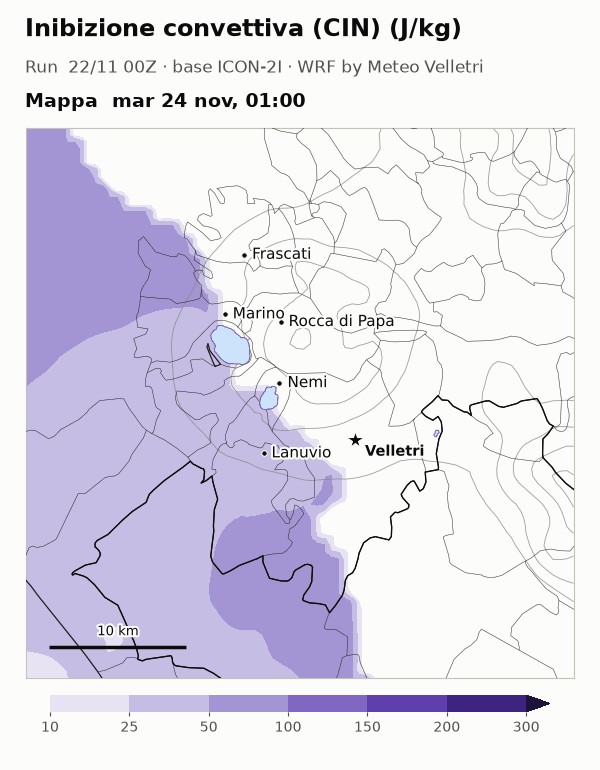 Inibizione convettiva (CIN) (J/kg)
Run  22/11 00Z · base ICON-2I · WRF by Meteo Velletri
Mappa  mar 24 nov, 01:00
Frascati
Marino
Rocca di Papa
Nemi
Velletri
Lanuvio
10 km
10 25 50 100 150 200 300